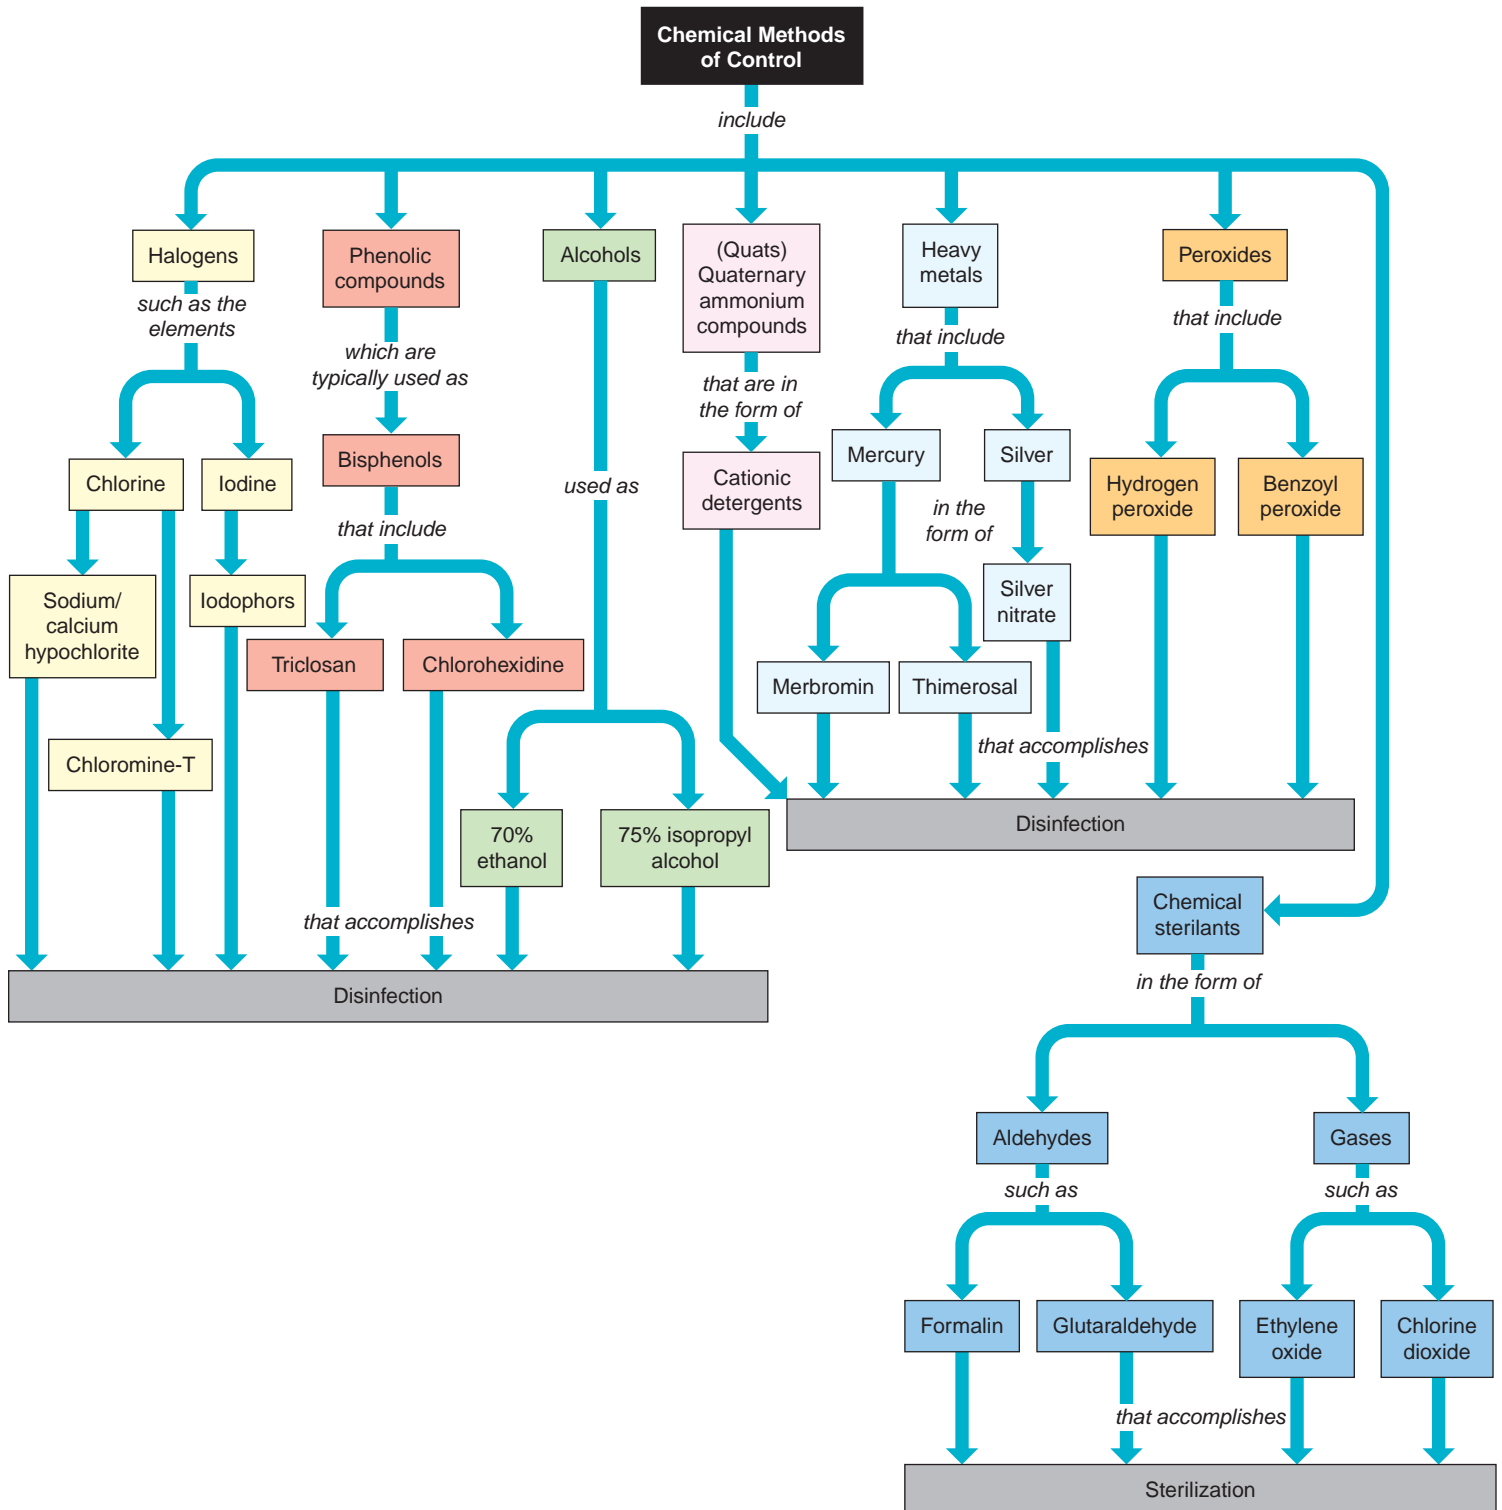 Chemical Methods
of Control
include
Halogens
Phenolic
compounds
Alcohols
(Quats)
Quaternary
ammonium
compounds
Heavy
metals
Peroxides
such as the
elements
which are
typically used as
that are in
the form of
that include
that include
Chlorine
Iodine
Bisphenols
used as
Cationic
detergents
Mercury
Silver
in the
form of
Hydrogen
peroxide
Benzoyl
peroxide
that include
Sodium/
calcium
hypochlorite
Iodophors
Silver
nitrate
Triclosan
Chlorohexidine
Merbromin
Thimerosal
Chloromine-T
that accomplishes
70%
ethanol
75% isopropyl
alcohol
Disinfection
that accomplishes
Disinfection
Chemical
sterilants
in the form of
Aldehydes
Gases
such as
such as
Formalin
Glutaraldehyde
Ethylene
oxide
Chlorine
dioxide
that accomplishes
Sterilization